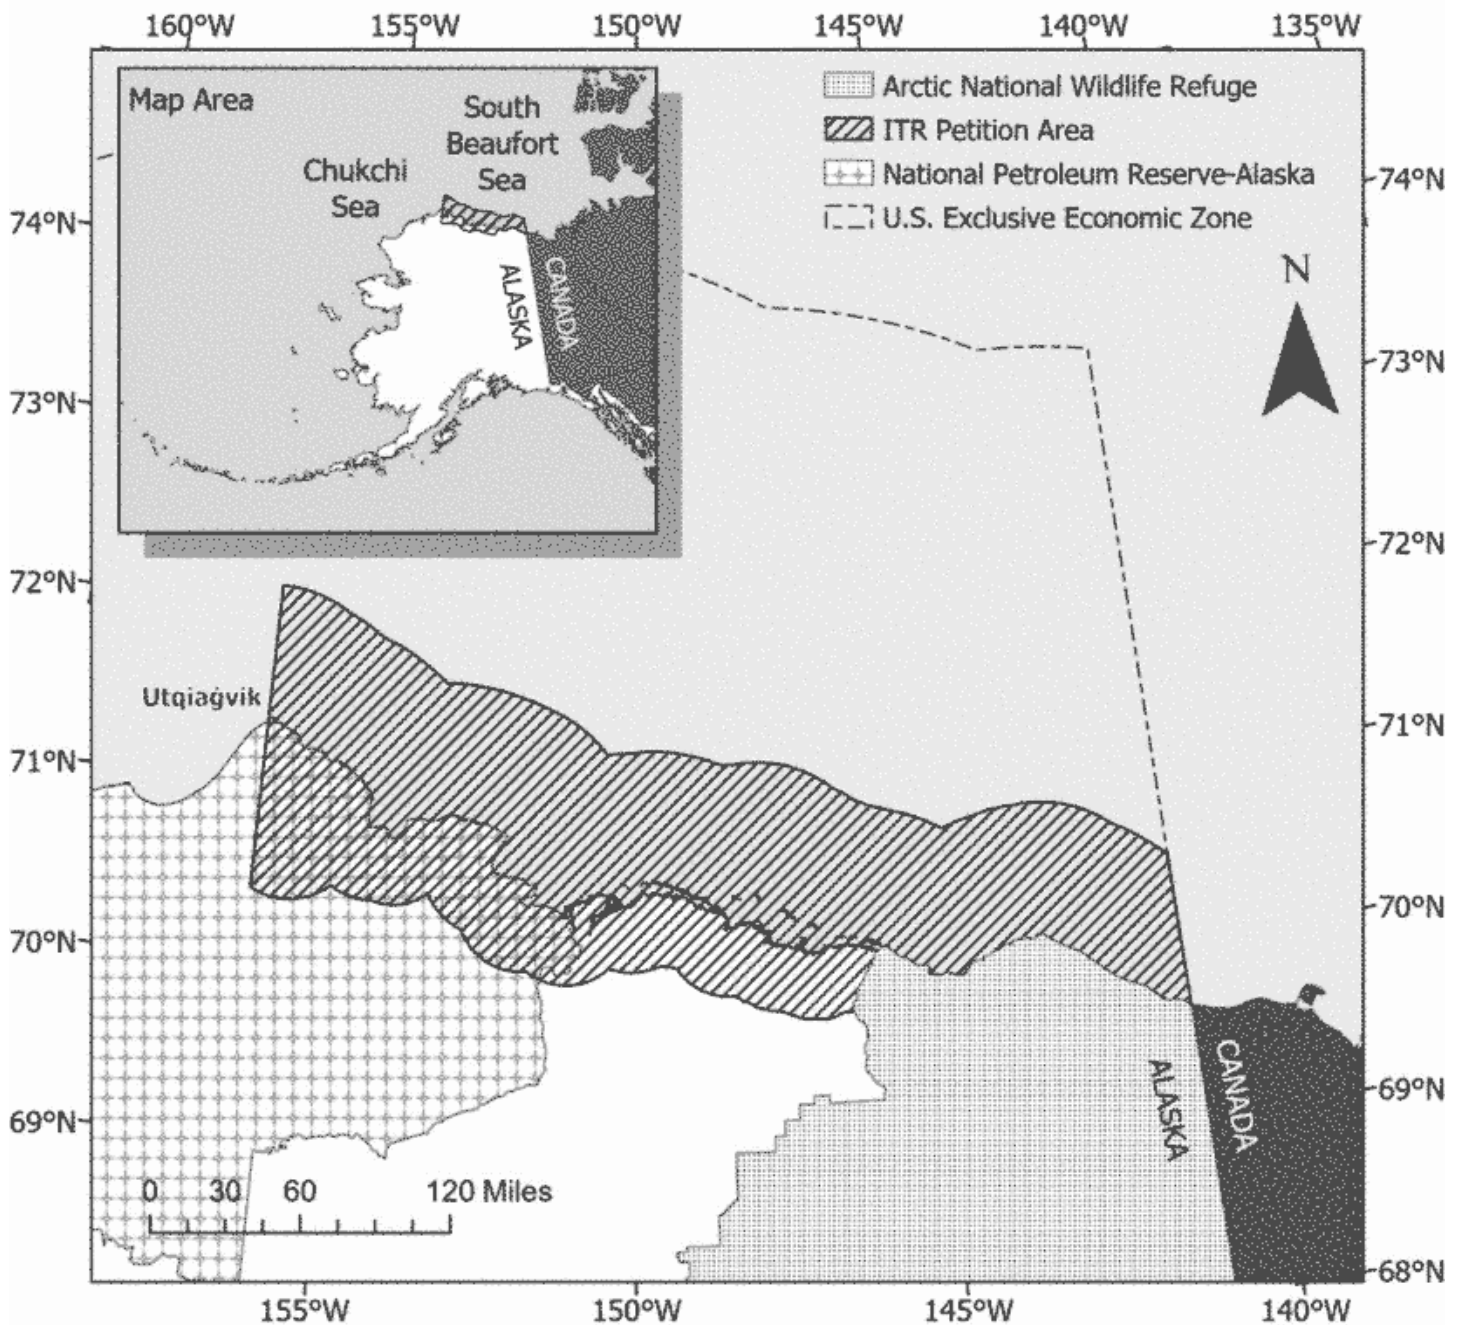 160°W 155°W 150°W 145°W 140°W 135°W
Map Area
South
Beaufort
Sea
Chukchi
Sea
ALASKA
CANADA
Arctic National Wildlife Refuge
ITR Petition Area
National Petroleum Reserve-Alaska
U.S. Exclusive Economic Zone
N
74°N 74°N
73°N 73°N
72°N 72°N
Utqiaġvik
71°N 71°N
70°N 70°N
69°N 69°N
68°N
ALASKA
CANADA
0 30 60 120 Miles
155°W 150°W 145°W 140°W